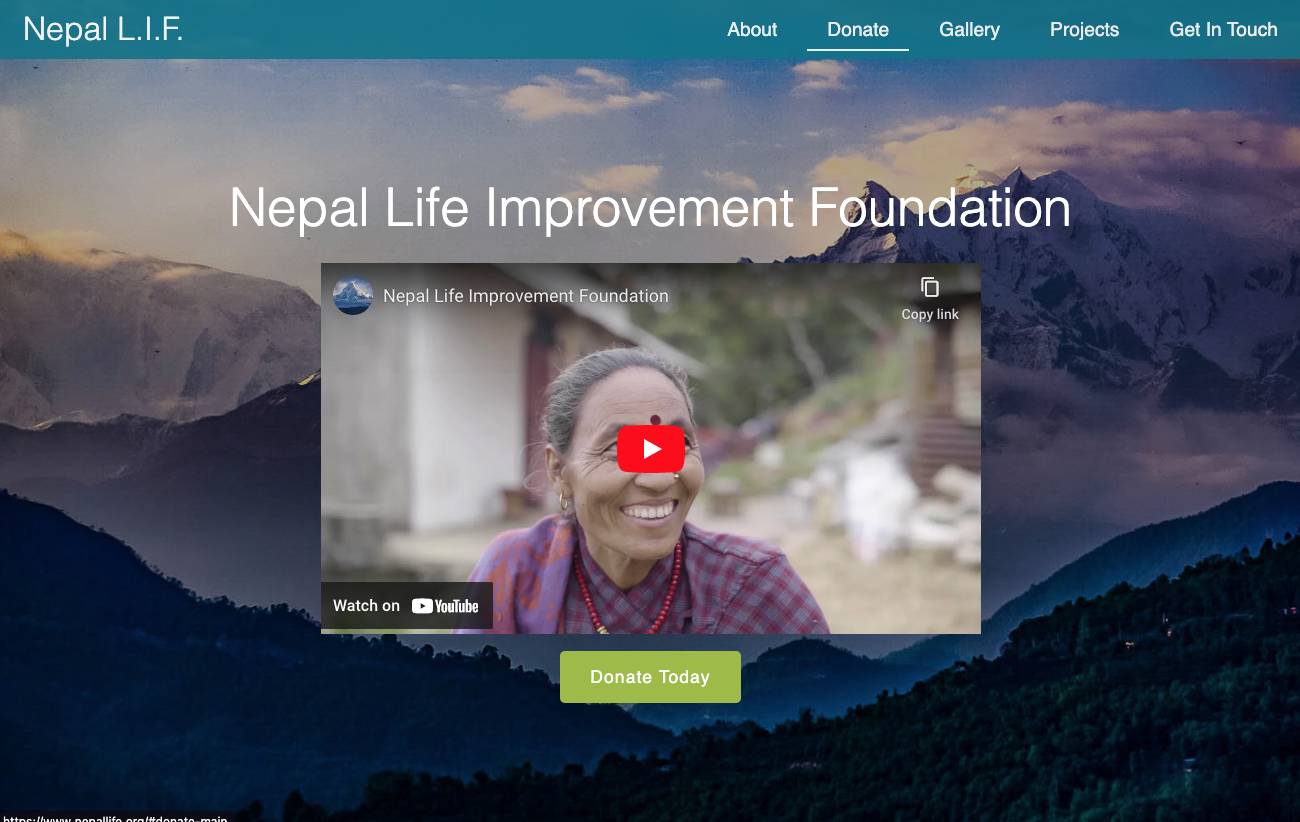 Nepal L.I.F.
About Donate Gallery Projects Get In Touch
Nepal Life Improvement Foundation
Nepal Life Improvement Foundation
Copy link
Watch on YouTube
Donate Today
https://www.nepallife.org/#donate-main